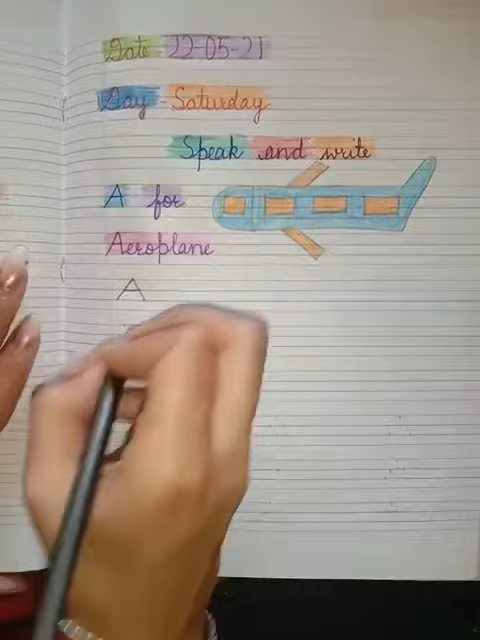 Date 22-05-21
Day - Saturday
Speak and write
A for
Aeroplane
A